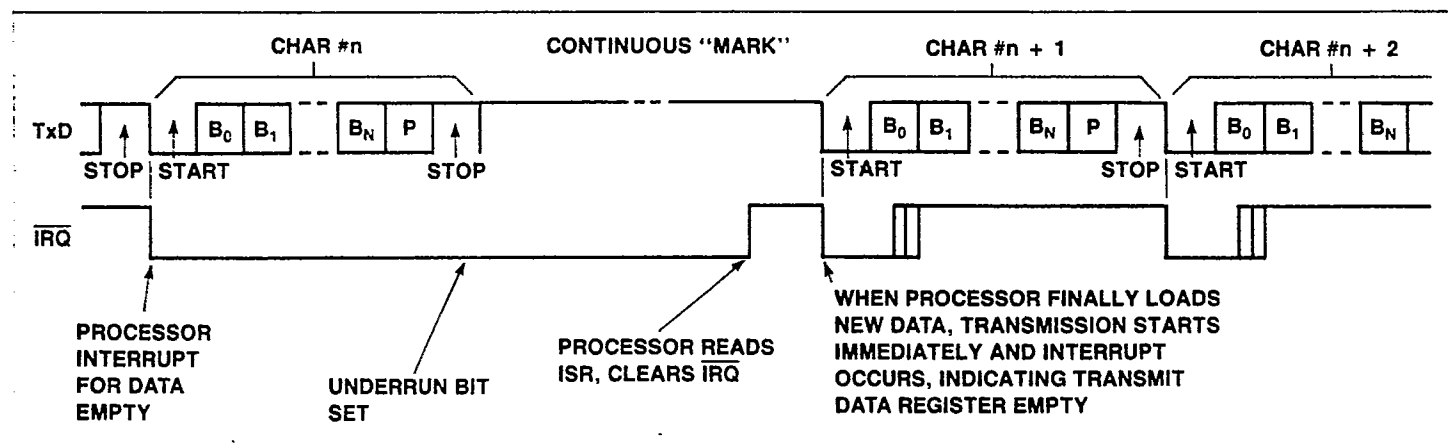 CHAR #n
CONTINUOUS “MARK”
CHAR #n + 1
CHAR #n + 2
TxD
B0 B1 BN P
B0 B1 BN P
B0 B1 BN
STOP START STOP
START STOP START
IRQ
PROCESSOR
INTERRUPT
FOR DATA
EMPTY
UNDERRUN BIT
SET
PROCESSOR READS
ISR, CLEARS IRQ
WHEN PROCESSOR FINALLY LOADS
NEW DATA, TRANSMISSION STARTS
IMMEDIATELY AND INTERRUPT
OCCURS, INDICATING TRANSMIT
DATA REGISTER EMPTY